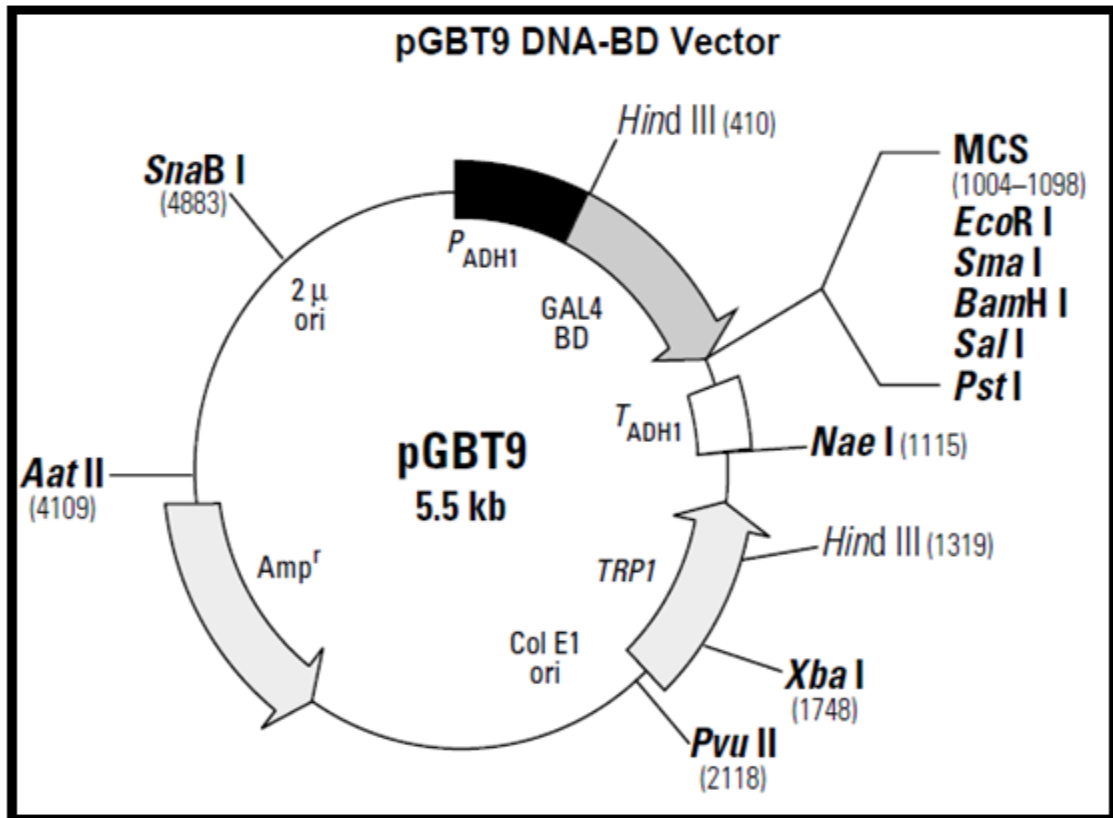 pGBT9 DNA-BD Vector
Hind III (410)
MCS
(1004–1098)
EcoR I
Sma I
BamH I
Sal I
Pst I
SnaB I
(4883)
P ADH1
2 μ
ori
GAL4
BD
T ADH1
Nae I (1115)
pGBT9
5.5 kb
Aat II
(4109)
Hind III (1319)
TRP1
Ampr
Col E1
ori
Xba I
(1748)
Pvu II
(2118)